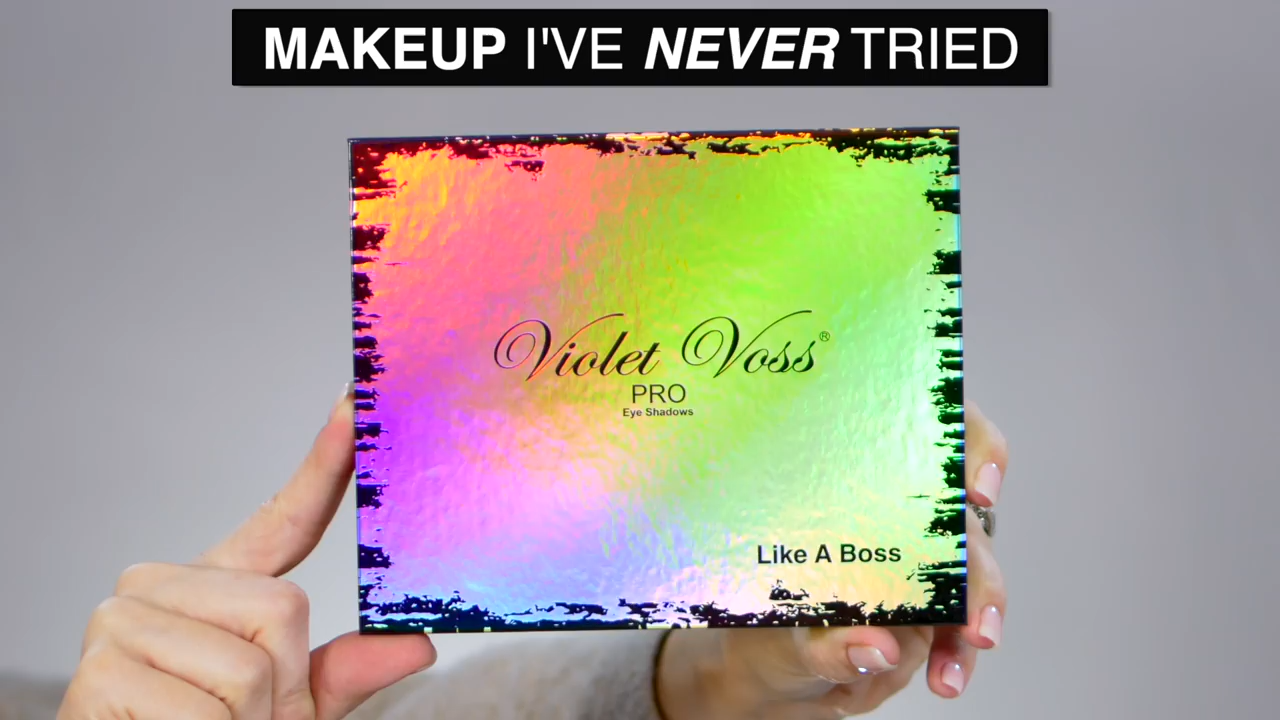 MAKEUP I'VE NEVER TRIED
Violet Voss®
PRO
Eye Shadows
Like A Boss